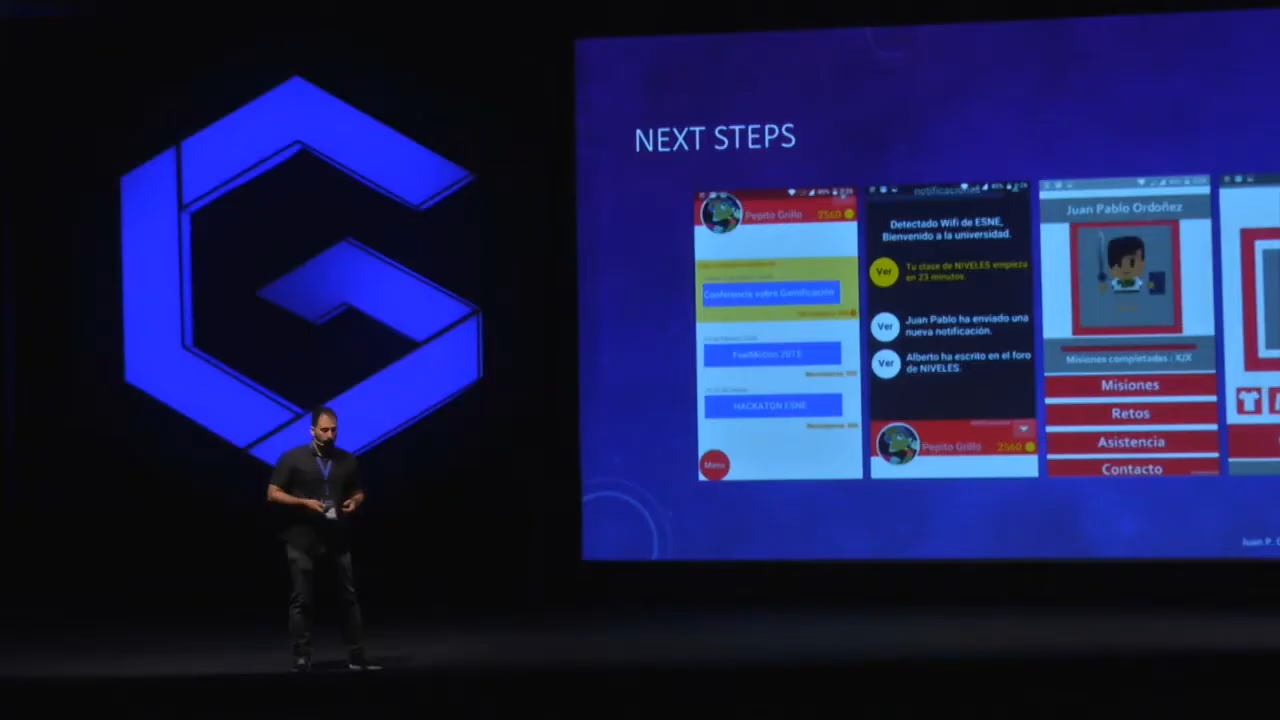 NEXT STEPS
Pepito Grillo 2560
Conferencia sobre Gamificación
HACKATON ESNE
Menu
notificaciones
Detectado Wifi de ESNE,
Bienvenido a la universidad.
Ver
Tu clase de NIVELES empieza
en 23 minutos.
Ver
Juan Pablo ha enviado una
nueva notificación.
Ver
Alberto ha escrito en el foro
de NIVELES.
Pepito Grillo 2560
Juan Pablo Ordoñez
Misiones completadas : X/X
Misiones
Retos
Asistencia
Contacto
Juan P.